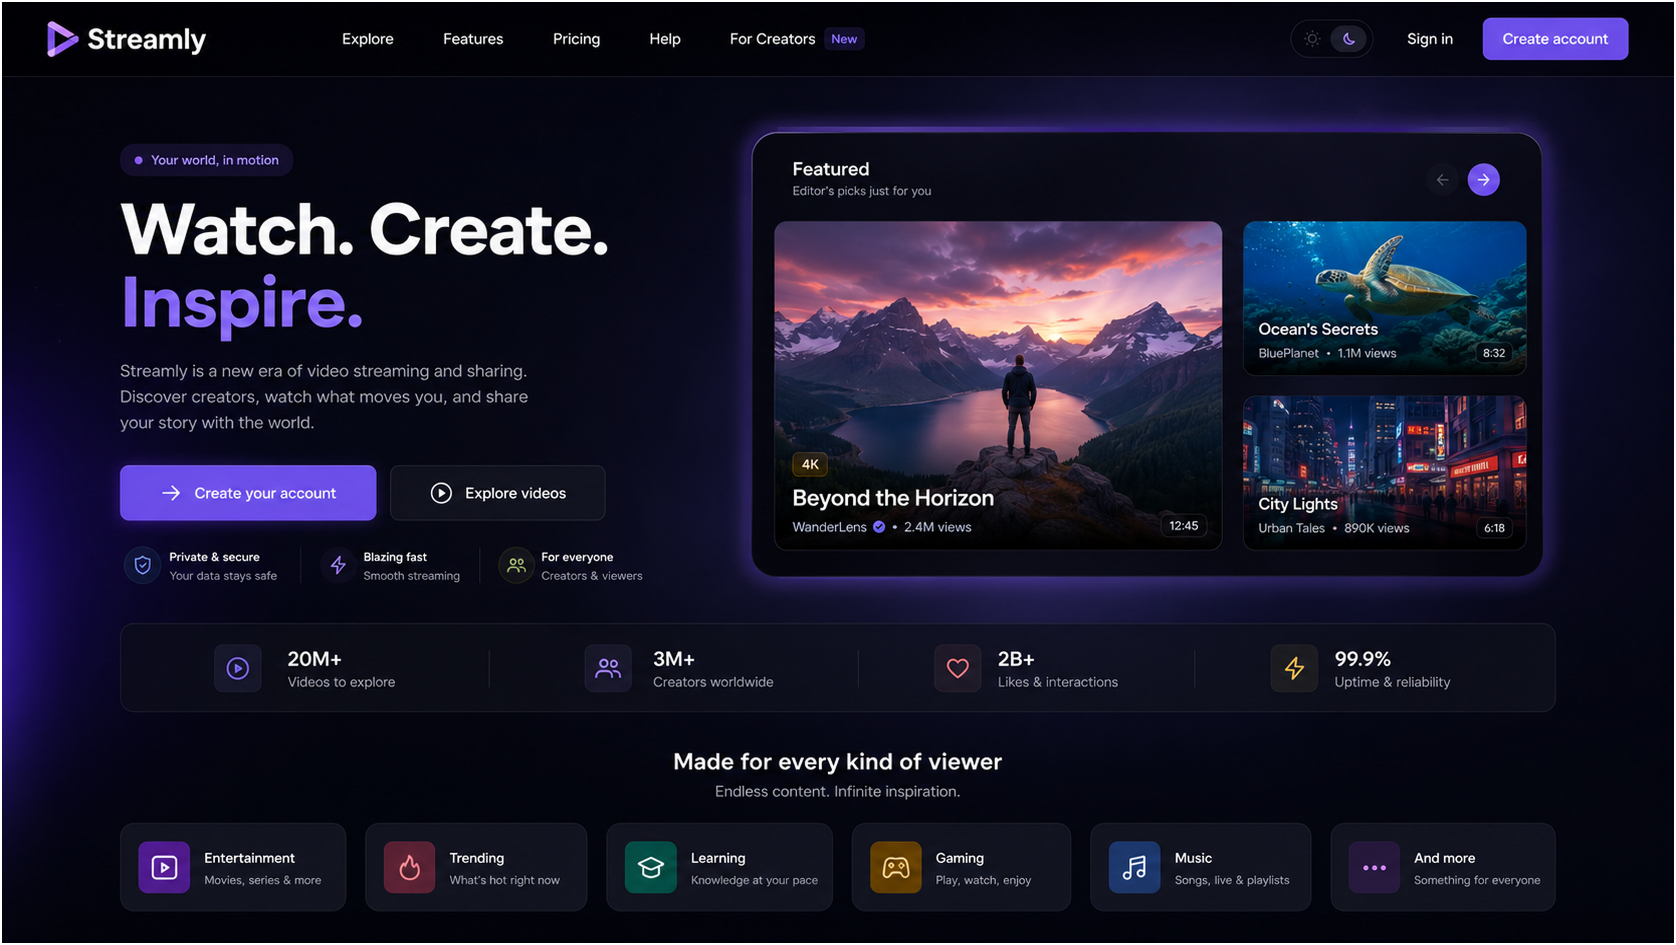 Streamly
Explore
Features
Pricing
Help
For Creators
New
Sign in
Create account
Your world, in motion
Watch. Create.
Inspire.
Streamly is a new era of video streaming and sharing.
Discover creators, watch what moves you, and share
your story with the world.
Create your account
Explore videos
Private & secure
Your data stays safe
Blazing fast
Smooth streaming
For everyone
Creators & viewers
Featured
Editor's picks just for you
4K
Beyond the Horizon
WanderLens • 2.4M views
12:45
Ocean's Secrets
BluePlanet • 1.1M views
8:32
City Lights
Urban Tales • 890K views
6:18
20M+
Videos to explore
3M+
Creators worldwide
2B+
Likes & interactions
99.9%
Uptime & reliability
Made for every kind of viewer
Endless content. Infinite inspiration.
Entertainment
Movies, series & more
Trending
What's hot right now
Learning
Knowledge at your pace
Gaming
Play, watch, enjoy
Music
Songs, live & playlists
And more
Something for everyone